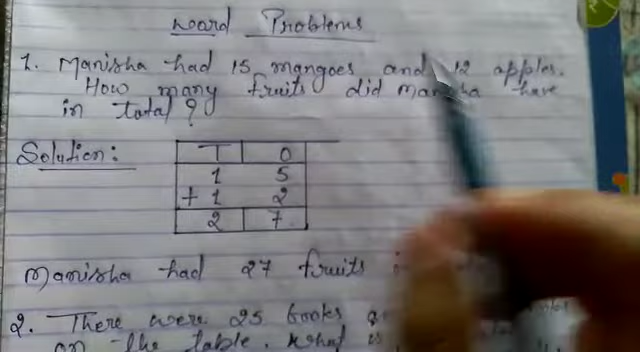 Word Problems
1. Manisha had 15 mangoes and 12 apples.
How many fruits did Manisha have
in total?
Solution:
T O
1 5
+ 1 2
2 7
Manisha had 27 fruits
2. There were 25 books
on the table. What is